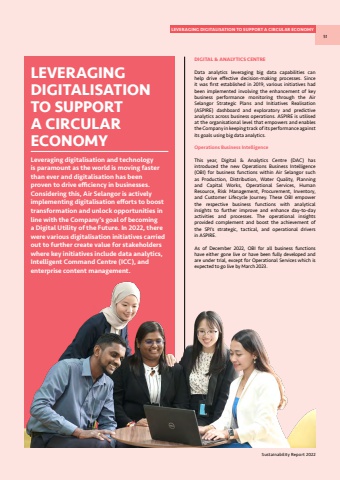 LEVERAGING DIGITALISATION TO SUPPORT A CIRCULAR ECONOMY
LEVERAGING
DIGITALISATION
TO SUPPORT
A CIRCULAR
ECONOMY
Leveraging digitalisation and technology
is paramount as the world is moving faster
than ever and digitalisation has been
proven to drive efficiency in businesses.
Considering this, Air Selangor is actively
implementing digitalisation efforts to boost
transformation and unlock opportunities in
line with the Company's goal of becoming
a Digital Utility of the Future. In 2022, there
were various digitalisation initiatives carried
out to further create value for stakeholders
where key initiatives include data analytics,
Intelligent Command Centre (ICC), and
enterprise content management.
DIGITAL & ANALYTICS CENTRE
Data analytics leveraging big data capabilities can
help drive effective decision-making processes. Since
it was first established in 2019, various initiatives had
been implemented involving the enhancement of key
business performance monitoring through the Air
Selangor Strategic Plans and Initiatives Realisation
(ASPIRE) dashboard and exploratory and predictive
analytics across business operations. ASPIRE is utilised
at the organisational level that empowers and enables
the Company in keeping track of its performance against
its goals using big data analytics.
Operations Business Intelligence
This year, Digital & Analytics Centre (DAC) has
introduced the new Operations Business Intelligence
(OBI) for business functions within Air Selangor such
as Production, Distribution, Water Quality, Planning
and Capital Works, Operational Services, Human
Resource, Risk Management, Procurement, Inventory,
and Customer Lifecycle Journey. These OBI empower
the respective business functions with analytical
insights to further improve and enhance day-to-day
activities and processes. The operational insights
provided complement and boost the achievement of
the SPI's strategic, tactical, and operational drivers
in ASPIRE.
As of December 2022, OBI for all business functions
have either gone live or have been fully developed and
are under trial, except for Operational Services which is
expected to go live by March 2023.
Sustainability Report 2022